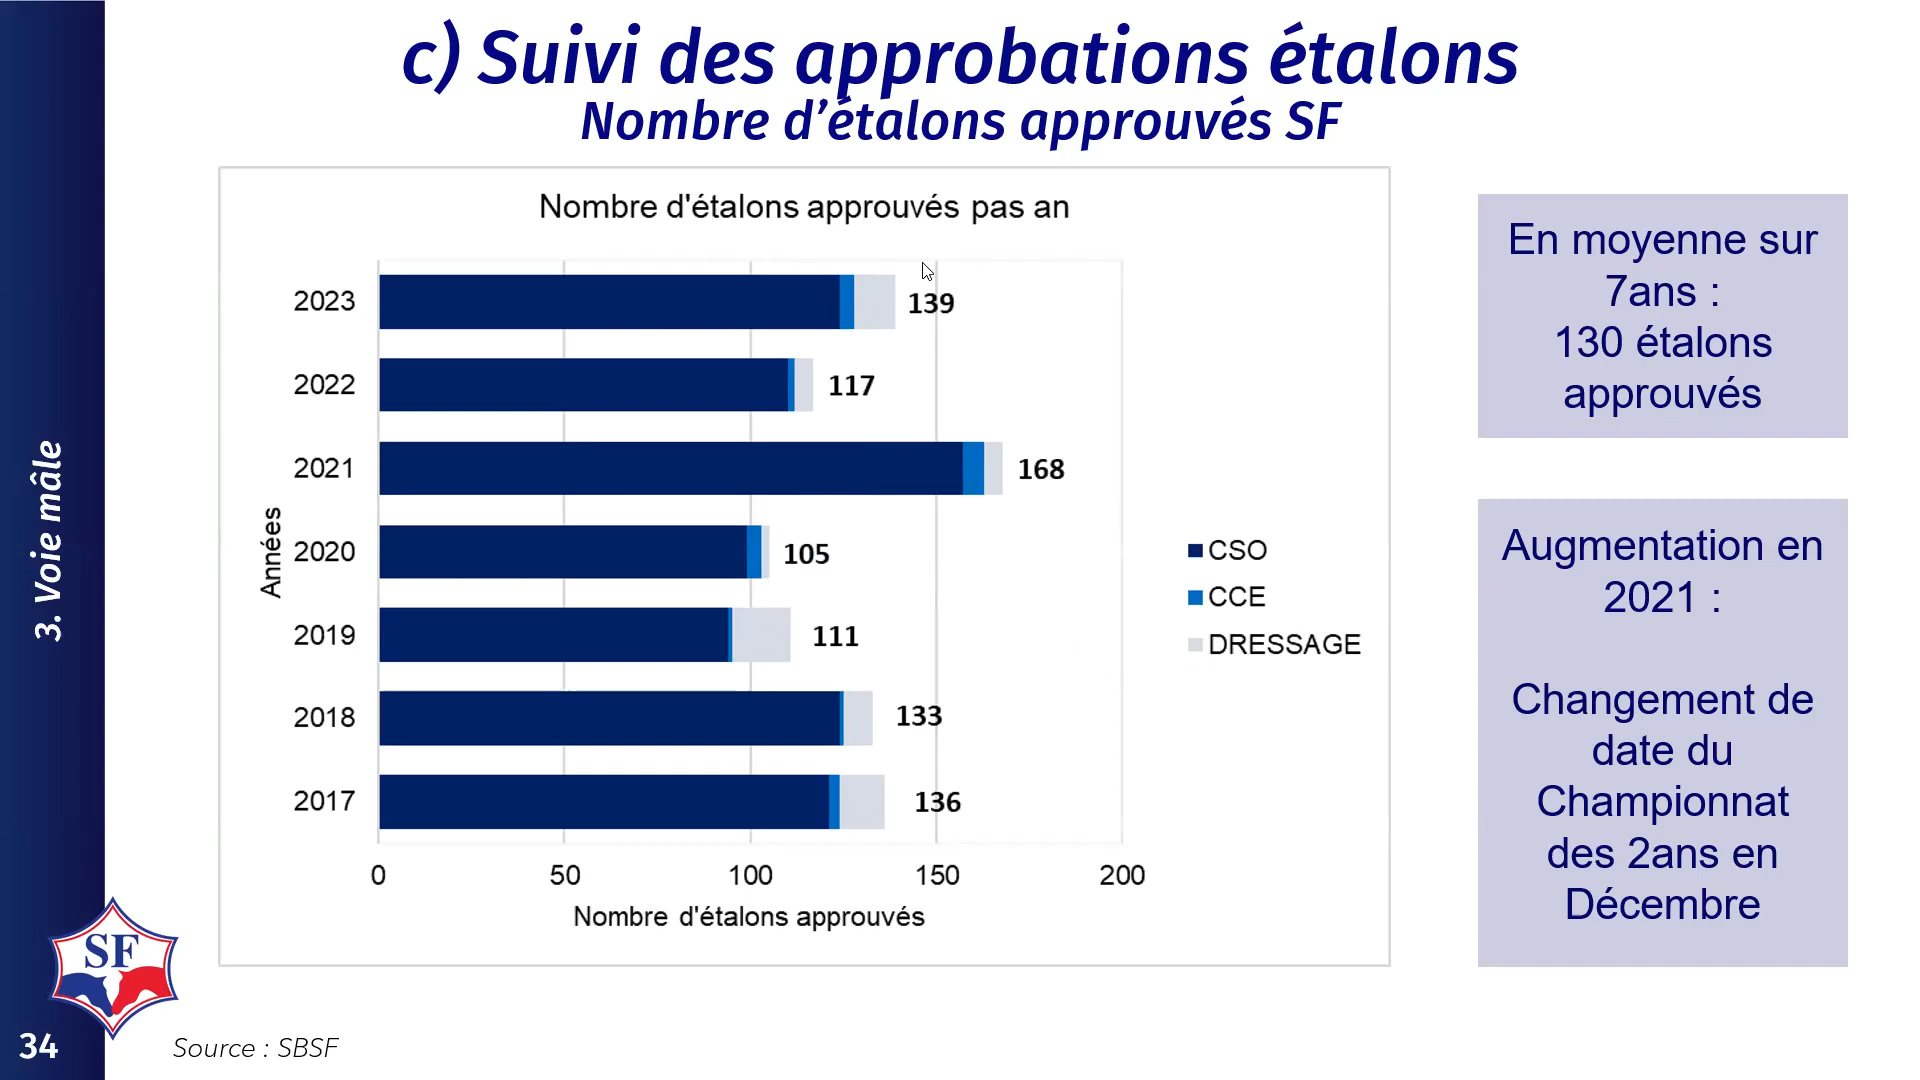 c) Suivi des approbations étalons
Nombre d’étalons approuvés SF
Nombre d'étalons approuvés pas an
2023
139
2022
117
2021
168
2020
105
2019
111
2018
133
2017
136
Années
0 50 100 150 200
Nombre d'étalons approuvés
CSO
CCE
DRESSAGE
En moyenne sur
7ans :
130 étalons
approuvés
Augmentation en
2021 :
Changement de
date du
Championnat
des 2ans en
Décembre
3. Voie mâle
SF
34
Source : SBSF